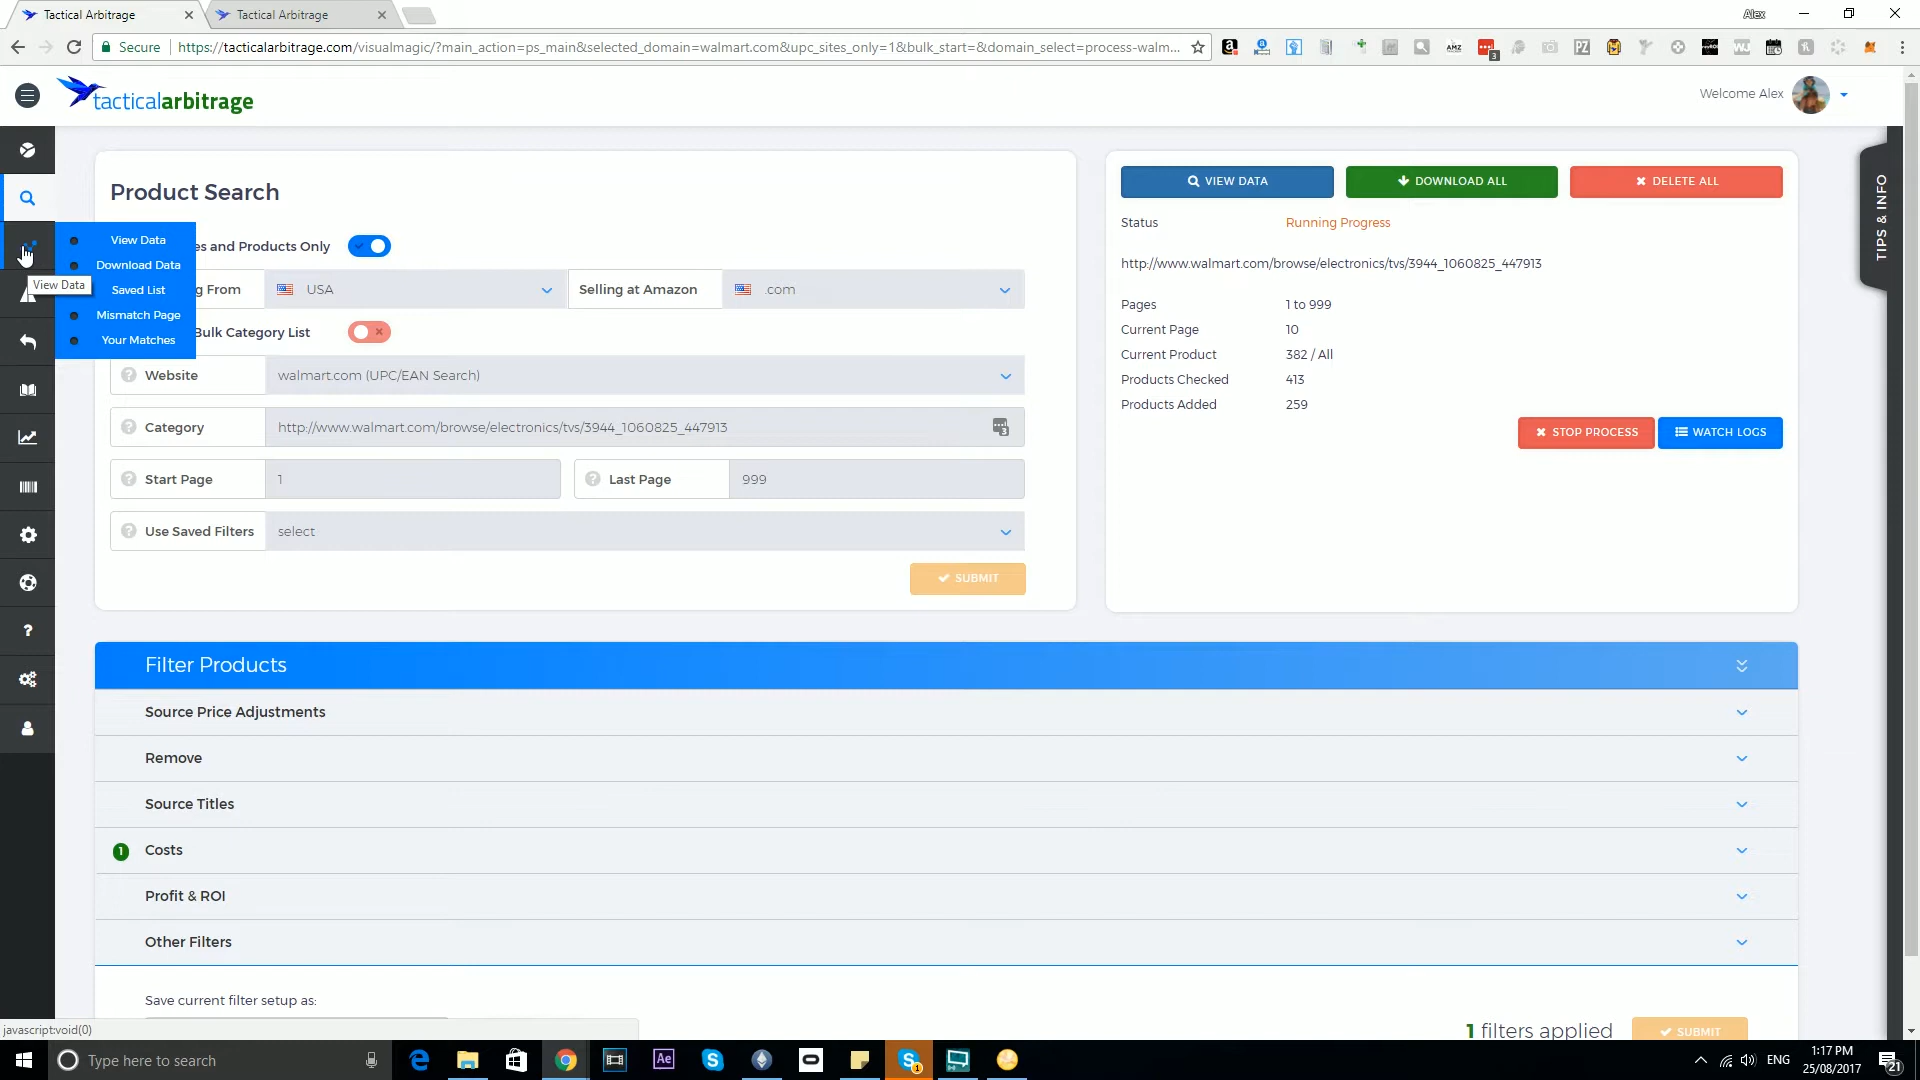 Tactical Arbitrage
Tactical Arbitrage
Alex
Secure
https://tacticalarbitrage.com/visualmagic/?main_action=ps_main&selected_domain=walmart.com&upc_sites_only=1&bulk_start=&domain_select=process-walm...
tacticalarbitrage
Welcome Alex
Product Search
es and Products Only
g From
USA
Selling at Amazon
.com
Bulk Category List
Website
walmart.com (UPC/EAN Search)
Category
http://www.walmart.com/browse/electronics/tvs/3944_1060825_447913
Start Page
1
Last Page
999
Use Saved Filters
select
SUBMIT
View Data
Download Data
Saved List
Mismatch Page
Your Matches
View Data
VIEW DATA
DOWNLOAD ALL
DELETE ALL
Status
Running Progress
http://www.walmart.com/browse/electronics/tvs/3944_1060825_447913
Pages
1 to 999
Current Page
10
Current Product
382 / All
Products Checked
413
Products Added
259
STOP PROCESS
WATCH LOGS
TIPS & INFO
Filter Products
Source Price Adjustments
Remove
Source Titles
1
Costs
Profit & ROI
Other Filters
Save current filter setup as:
1 filters applied
SUBMIT
javascript:void(0)
Type here to search
ENG
1:17 PM
25/08/2017
21